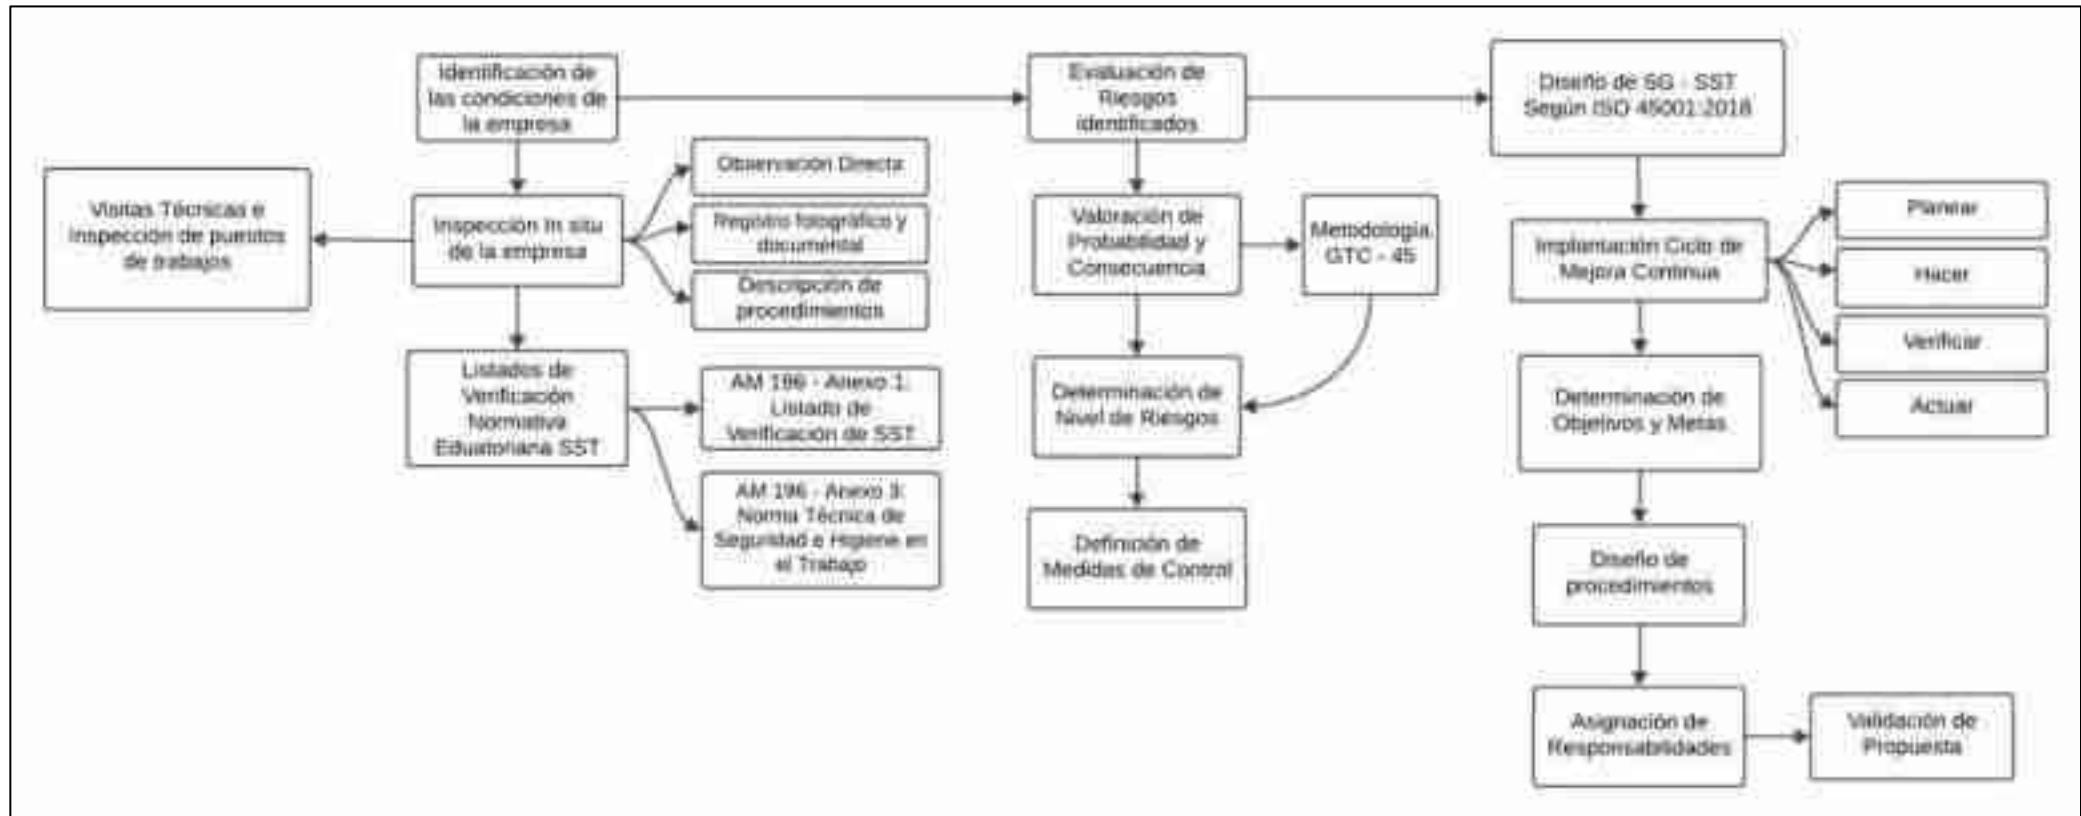 Identificación de
las condiciones de
la empresa
Inspección In situ
de la empresa
Visitas Técnicas e
Inspección de puestos
de trabajos
Observación Directa
Registro fotográfico y
documental
Descripción de
procedimientos
Listados de
Verificación
Normativa
Eduatoriana SST
AM 196 - Anexo 1:
Listado de
Verificación de SST
AM 196 - Anexo 3:
Norma Técnica de
Seguridad e Higiene en
el Trabajo
Evaluación de
Riesgos
identificados
Valoración de
Probabilidad y
Consecuencia
Metodología
GTC - 45
Determinación de
Nivel de Riesgos
Definición de
Medidas de Control
Diseño de SG - SST
Según ISO 45001:2018
Implantación Ciclo de
Mejora Continua
Planear
Hacer
Verificar
Actuar
Determinación de
Objetivos y Metas
Diseño de
procedimientos
Asignación de
Responsabilidades
Validación de
Propuesta